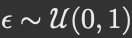 ϵ ∼ 𝒰(0, 1)